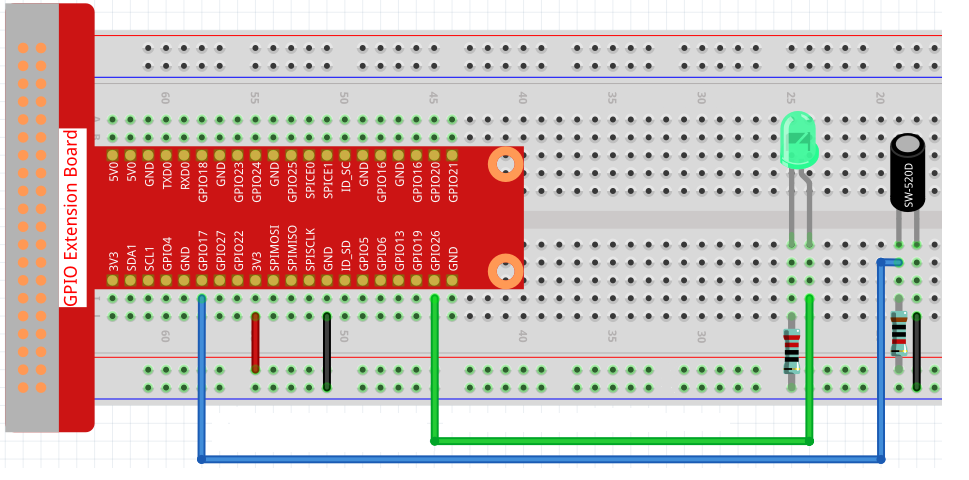 GPIO Extension Board
60
55
50
45
40
35
30
25
20
5V0
5V0
GND
TXD0
RXD0
GPIO18
GND
GPIO23
GPIO24
GND
GPIO25
SPICE0
SPICE1
ID_SC
GND
GPIO16
GND
GPIO16
GPIO20
GPIO21
SW-520D
3V3
SDA1
SCL1
GPIO4
GND
GPIO17
GPIO27
GPIO22
3V3
SPIMOSI
SPIMISO
SPISCLK
GND
ID_SD
GPIO5
GPIO6
GPIO13
GPIO19
GPIO26
GND
60
50
40
30